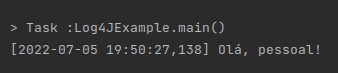 > Task :Log4JExample.main()
[2022-07-05 19:50:27,138] Olá, pessoal!